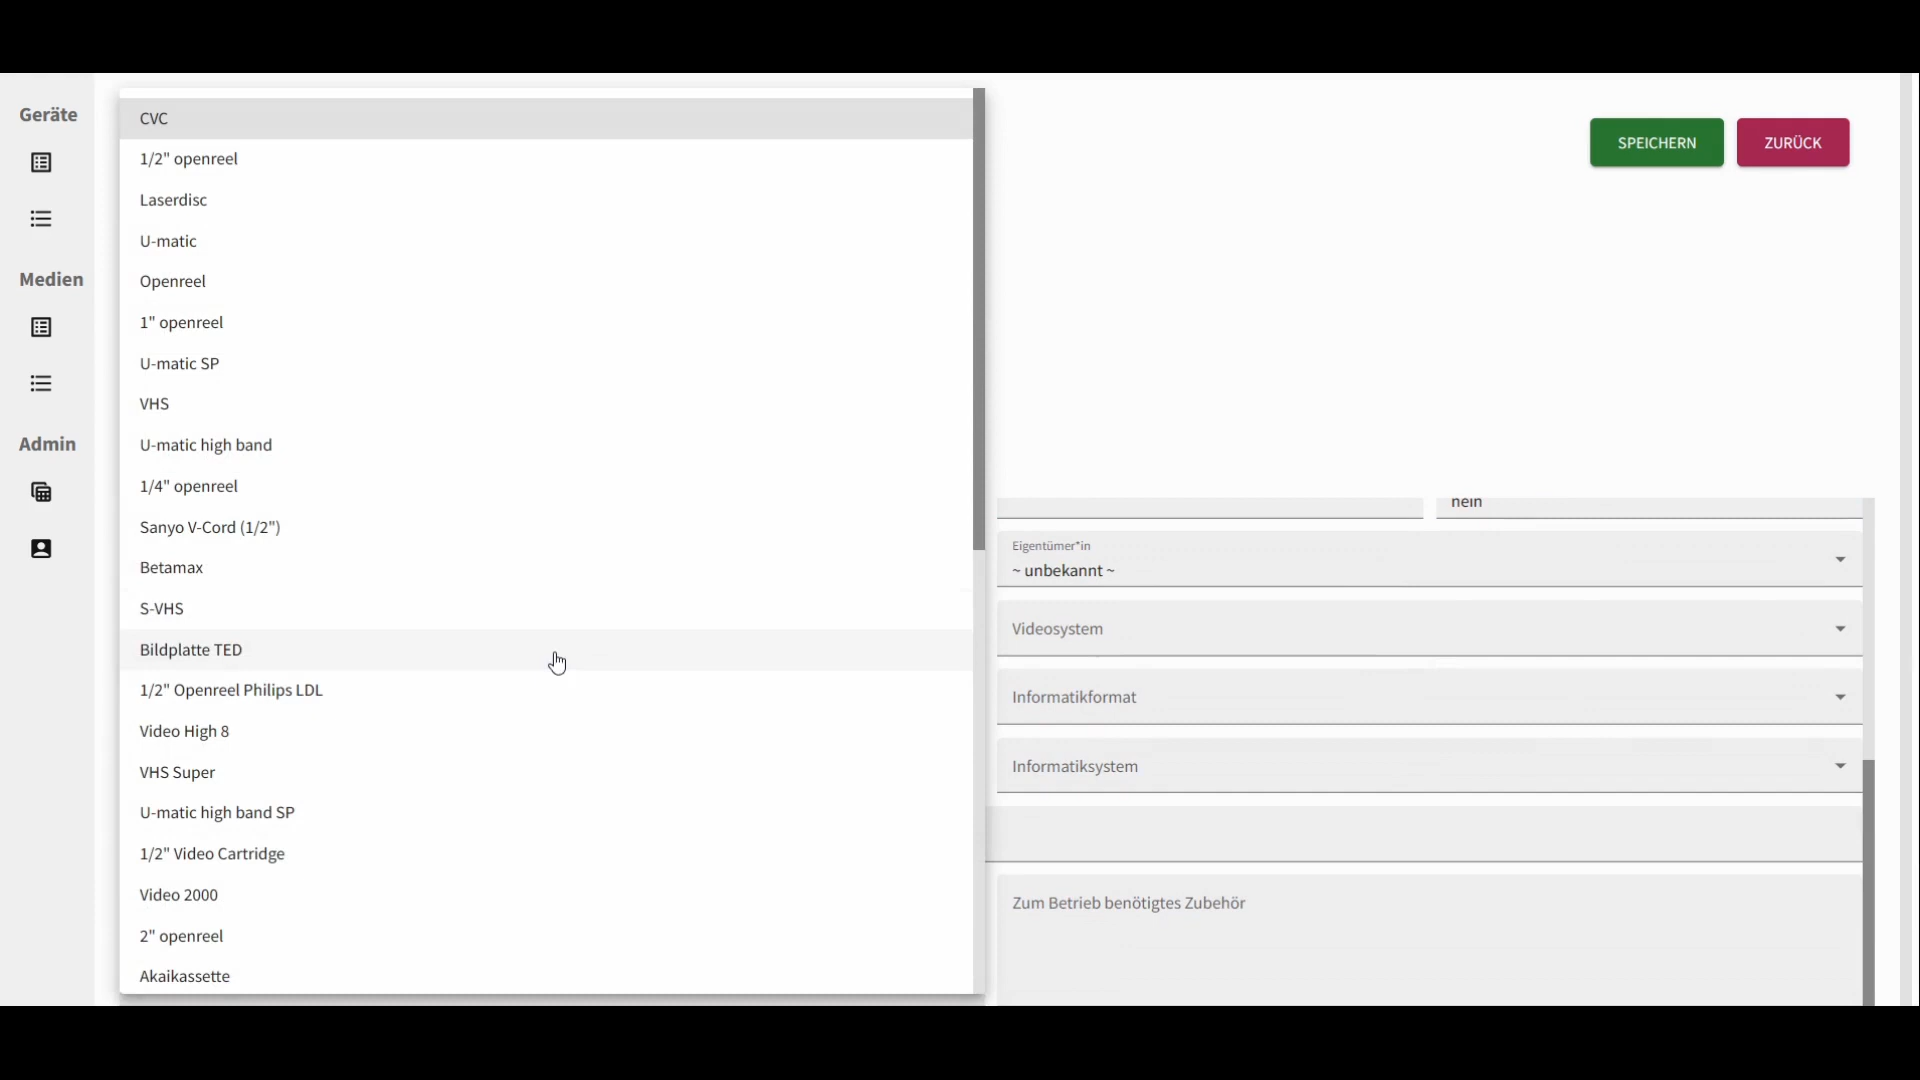 Geräte
Medien
Admin
CVC
1/2" openreel
Laserdisc
U-matic
Openreel
1" openreel
U-matic SP
VHS
U-matic high band
1/4" openreel
Sanyo V-Cord (1/2")
Betamax
S-VHS
Bildplatte TED
1/2" Openreel Philips LDL
Video High 8
VHS Super
U-matic high band SP
1/2" Video Cartridge
Video 2000
2" openreel
Akaikassette
SPEICHERN
ZURÜCK
nein
Eigentümer*in
~ unbekannt ~
Videosystem
Informatikformat
Informatiksystem
Zum Betrieb benötigtes Zubehör